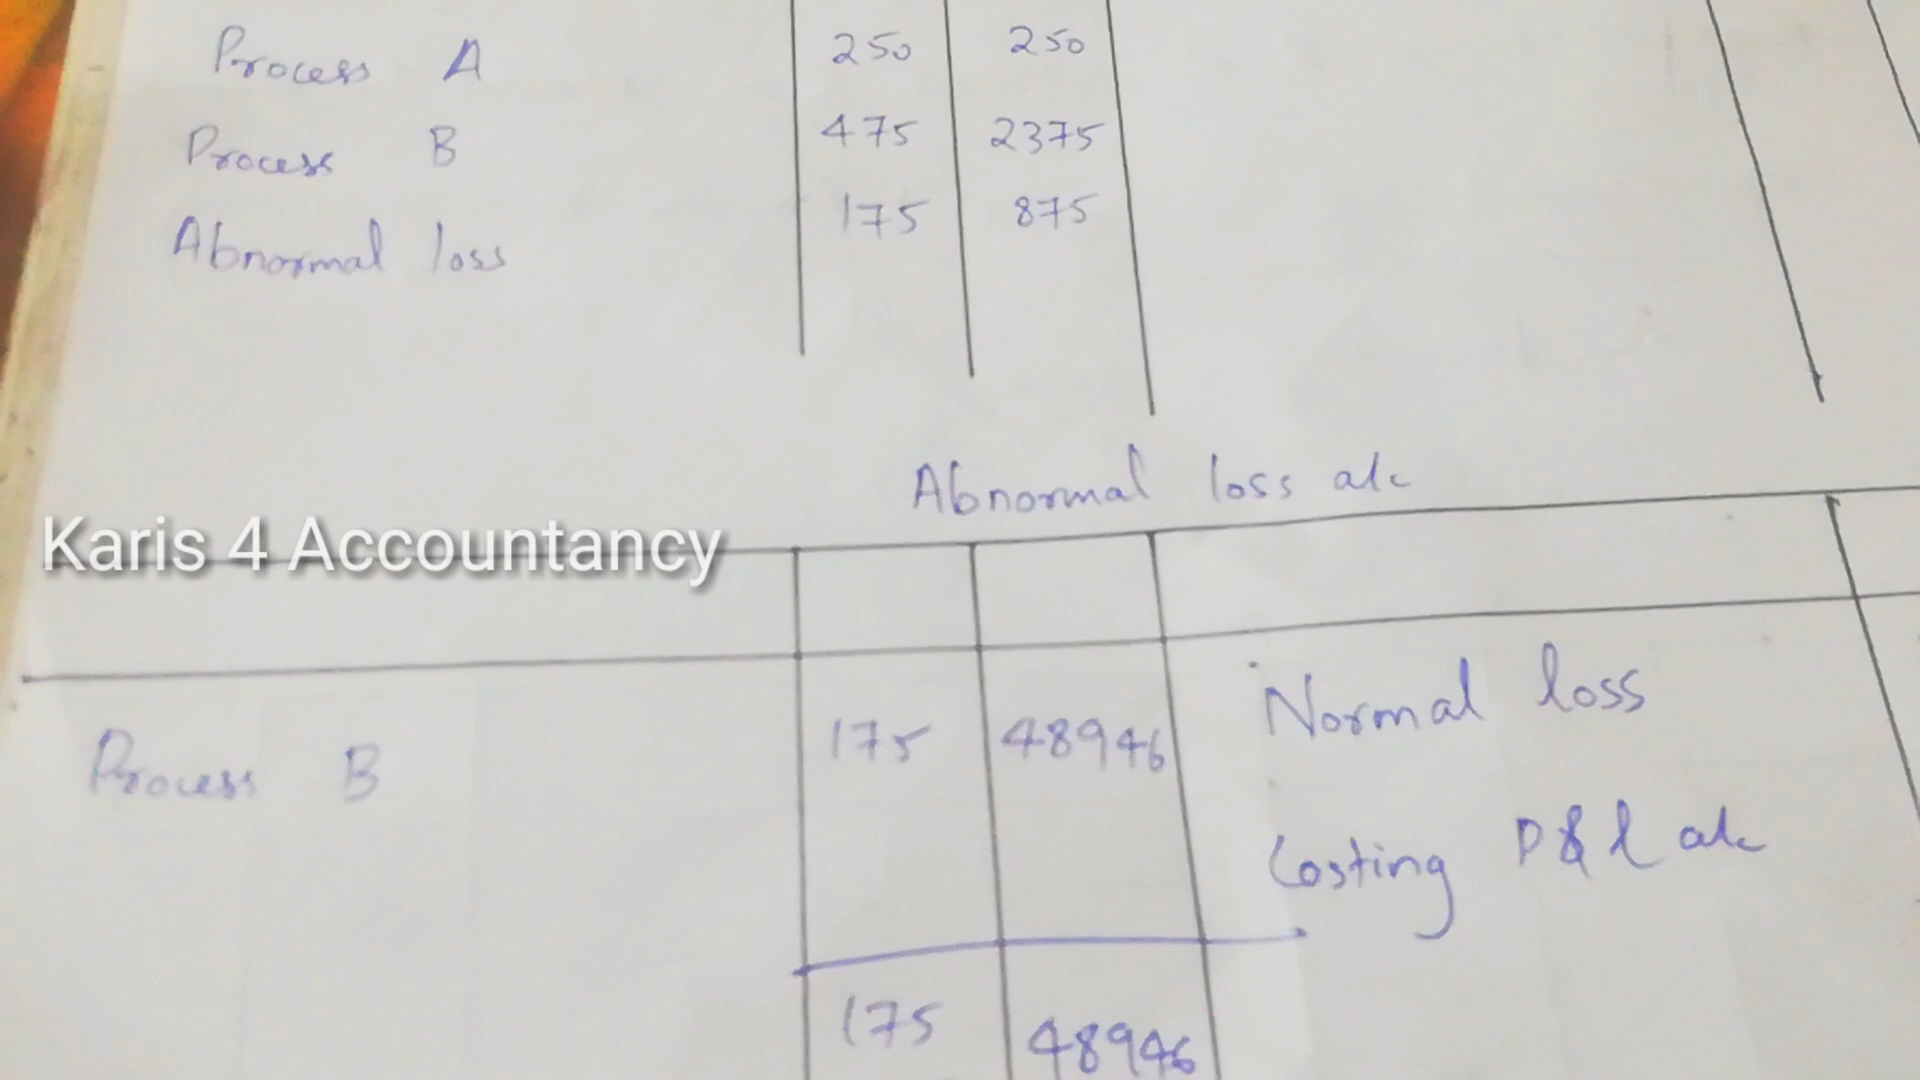 Process A 250 250
Process B 475 2375
Abnormal loss 175 875
Abnormal loss a/c
Karis 4 Accountancy
Process B 175 48946 Normal loss
Costing P&l a/c
175 48946